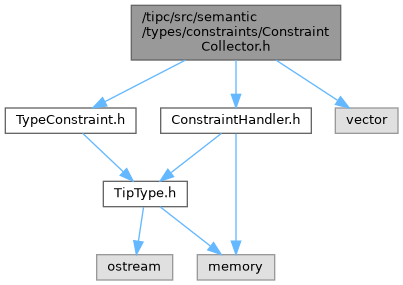 /tipc/src/semantic
/types/constraints/Constraint
Collector.h
TypeConstraint.h
ConstraintHandler.h
vector
TipType.h
ostream
memory